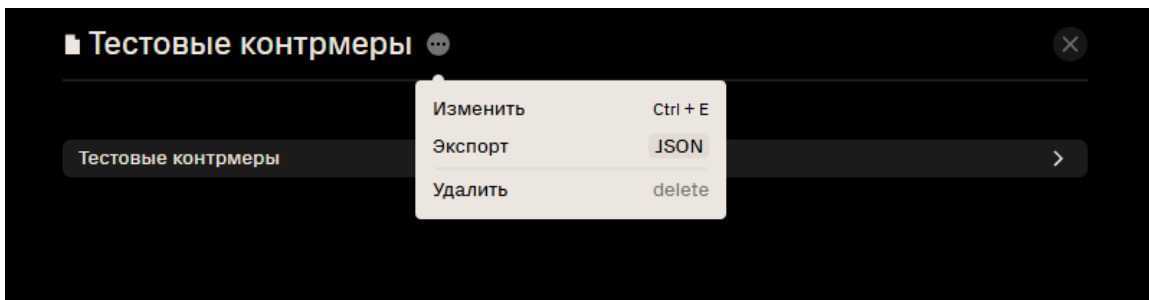 Тестовые контрмеры
Изменить Ctrl + E
Экспорт JSON
Тестовые контрмеры
Удалить delete